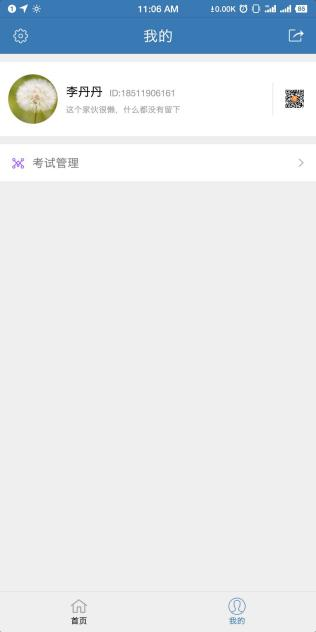 11:06 AM
±0.00K
85
我的
李丹丹 ID:18511906161
这个家伙很懒，什么都没有留下
考试管理
首页
我的